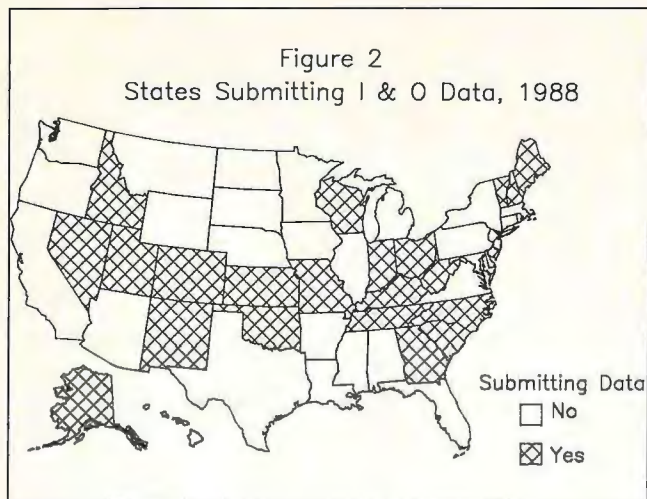 Figure 2
States Submitting I & O Data, 1988
Submitting Data
No
Yes